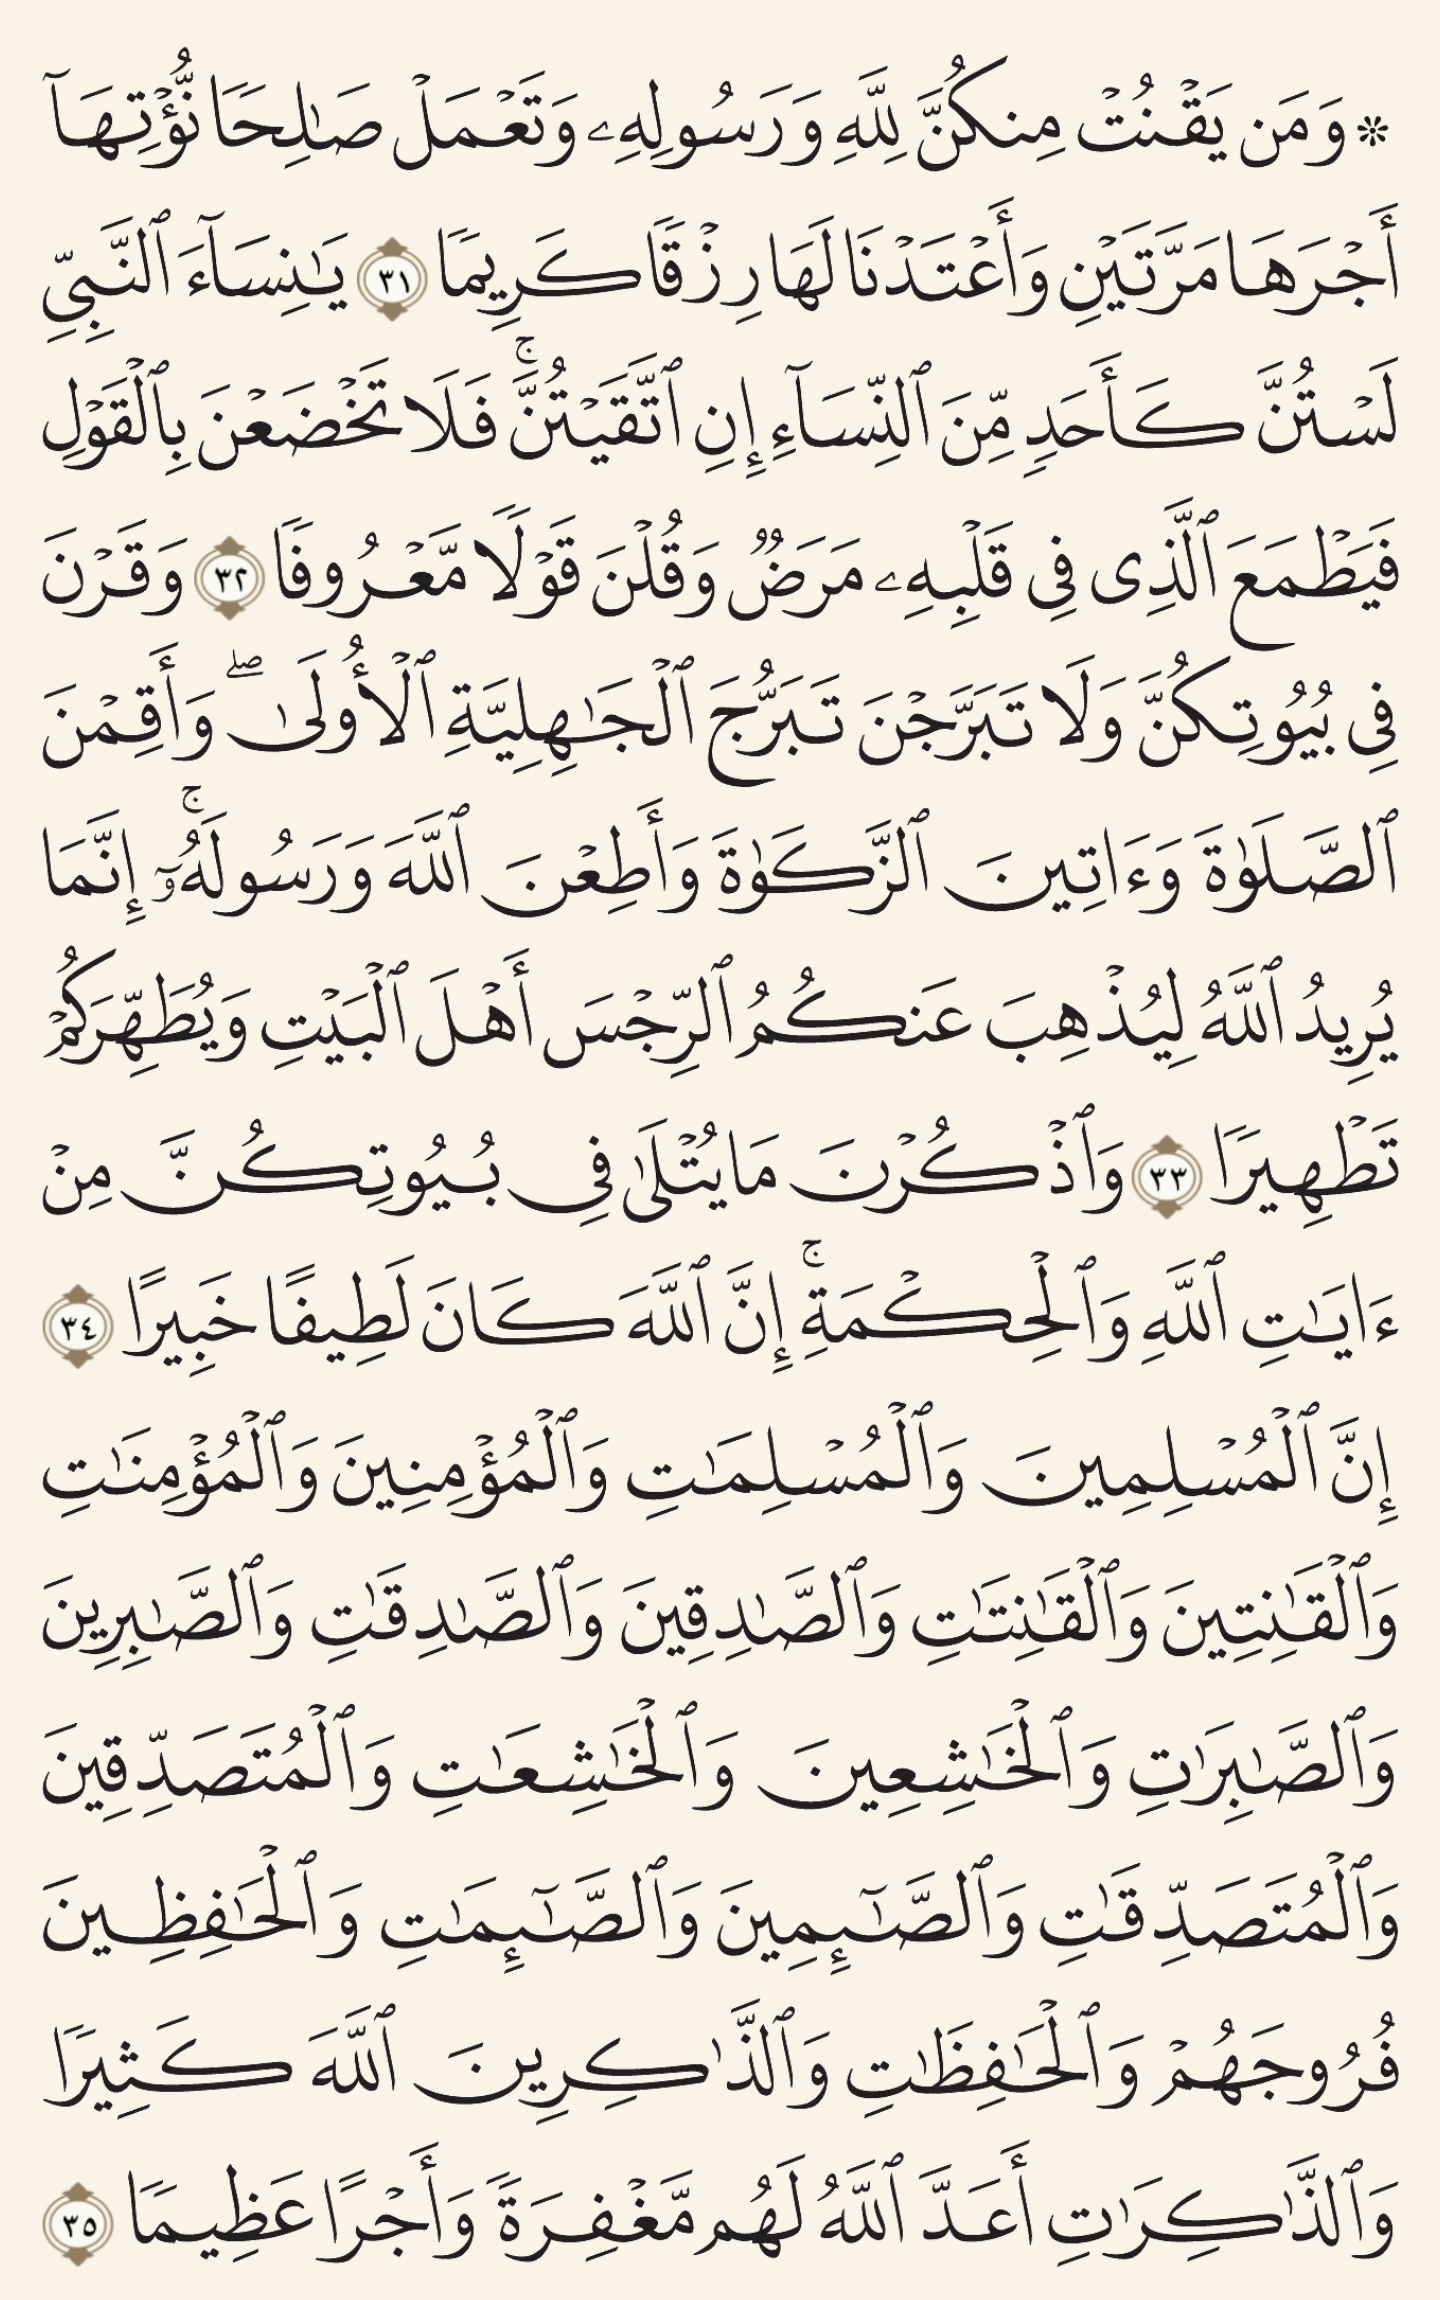 ۞ وَمَن يَقۡنُتۡ مِنكُنَّ لِلَّهِ وَرَسُولِهِۦ وَتَعۡمَلۡ صَٰلِحٗا نُّؤۡتِهَآ
أَجۡرَهَا مَرَّتَيۡنِ وَأَعۡتَدۡنَا لَهَا رِزۡقٗا كَرِيمٗا ٣١ يَٰنِسَآءَ ٱلنَّبِيِّ
لَسۡتُنَّ كَأَحَدٖ مِّنَ ٱلنِّسَآءِ إِنِ ٱتَّقَيۡتُنَّۚ فَلَا تَخۡضَعۡنَ بِٱلۡقَوۡلِ
فَيَطۡمَعَ ٱلَّذِي فِي قَلۡبِهِۦ مَرَضٞ وَقُلۡنَ قَوۡلٗا مَّعۡرُوفٗا ٣٢ وَقَرۡنَ
فِي بُيُوتِكُنَّ وَلَا تَبَرَّجۡنَ تَبَرُّجَ ٱلۡجَٰهِلِيَّةِ ٱلۡأُولَىٰۖ وَأَقِمۡنَ
ٱلصَّلَوٰةَ وَءَاتِينَ ٱلزَّكَوٰةَ وَأَطِعۡنَ ٱللَّهَ وَرَسُولَهُۥٓۚ إِنَّمَا
يُرِيدُ ٱللَّهُ لِيُذۡهِبَ عَنكُمُ ٱلرِّجۡسَ أَهۡلَ ٱلۡبَيۡتِ وَيُطَهِّرَكُمۡ
تَطۡهِيرٗا ٣٣ وَٱذۡكُرۡنَ مَا يُتۡلَىٰ فِي بُيُوتِكُنَّ مِنۡ
ءَايَٰتِ ٱللَّهِ وَٱلۡحِكۡمَةِۚ إِنَّ ٱللَّهَ كَانَ لَطِيفًا خَبِيرًا ٣٤
إِنَّ ٱلۡمُسۡلِمِينَ وَٱلۡمُسۡلِمَٰتِ وَٱلۡمُؤۡمِنِينَ وَٱلۡمُؤۡمِنَٰتِ
وَٱلۡقَٰنِتِينَ وَٱلۡقَٰنِتَٰتِ وَٱلصَّٰدِقِينَ وَٱلصَّٰدِقَٰتِ وَٱلصَّٰبِرِينَ
وَٱلصَّٰبِرَٰتِ وَٱلۡخَٰشِعِينَ وَٱلۡخَٰشِعَٰتِ وَٱلۡمُتَصَدِّقِينَ
وَٱلۡمُتَصَدِّقَٰتِ وَٱلصَّٰٓئِمِينَ وَٱلصَّٰٓئِمَٰتِ وَٱلۡحَٰفِظِينَ
فُرُوجَهُمۡ وَٱلۡحَٰفِظَٰتِ وَٱلذَّٰكِرِينَ ٱللَّهَ كَثِيرٗا
وَٱلذَّٰكِرَٰتِ أَعَدَّ ٱللَّهُ لَهُم مَّغۡفِرَةٗ وَأَجۡرًا عَظِيمٗا ٣٥